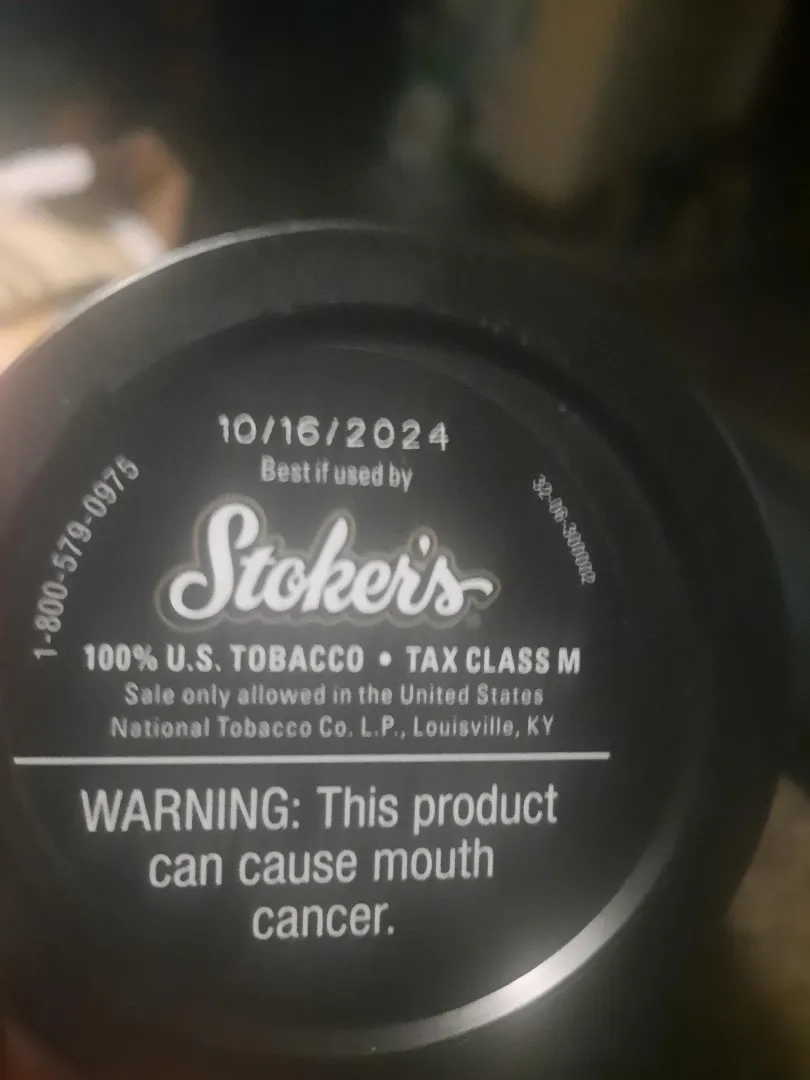 10/16/2024
Best if used by
1-800-579-0975
Stoker's
100% U.S. TOBACCO • TAX CLASS M
Sale only allowed in the United States
National Tobacco Co. L.P., Louisville, KY
WARNING: This product
can cause mouth
cancer.